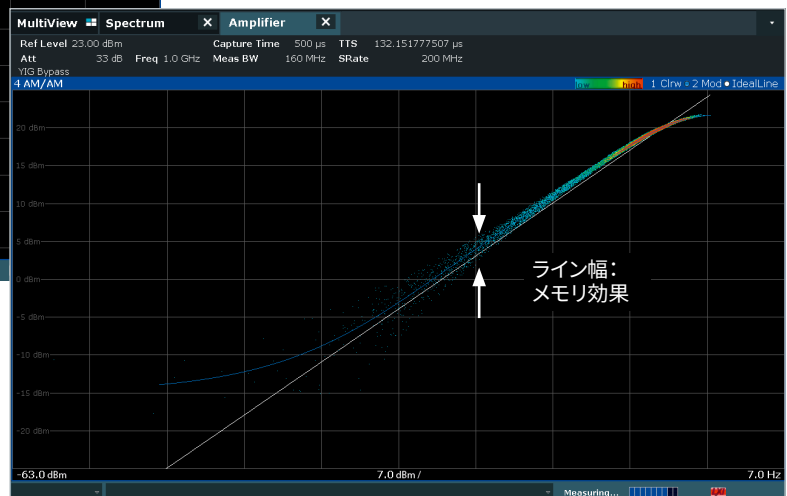 MultiView Spectrum X Amplifier X
Ref Level 23.00 dBm Capture Time 500 µs TTS 132.151777507 µs
Att 33 dB Freq 1.0 GHz Meas BW 160 MHz SRate 200 MHz
YIG Bypass
4 AM/AM low high 1 Clrw 2 Mod IdealLine
20 dBm
15 dBm
10 dBm
5 dBm
ライン幅：
メモリ効果
0 dBm
-5 dBm
-10 dBm
-15 dBm
-20 dBm
-63.0 dBm 7.0 dBm/ 7.0 Hz
Measuring...